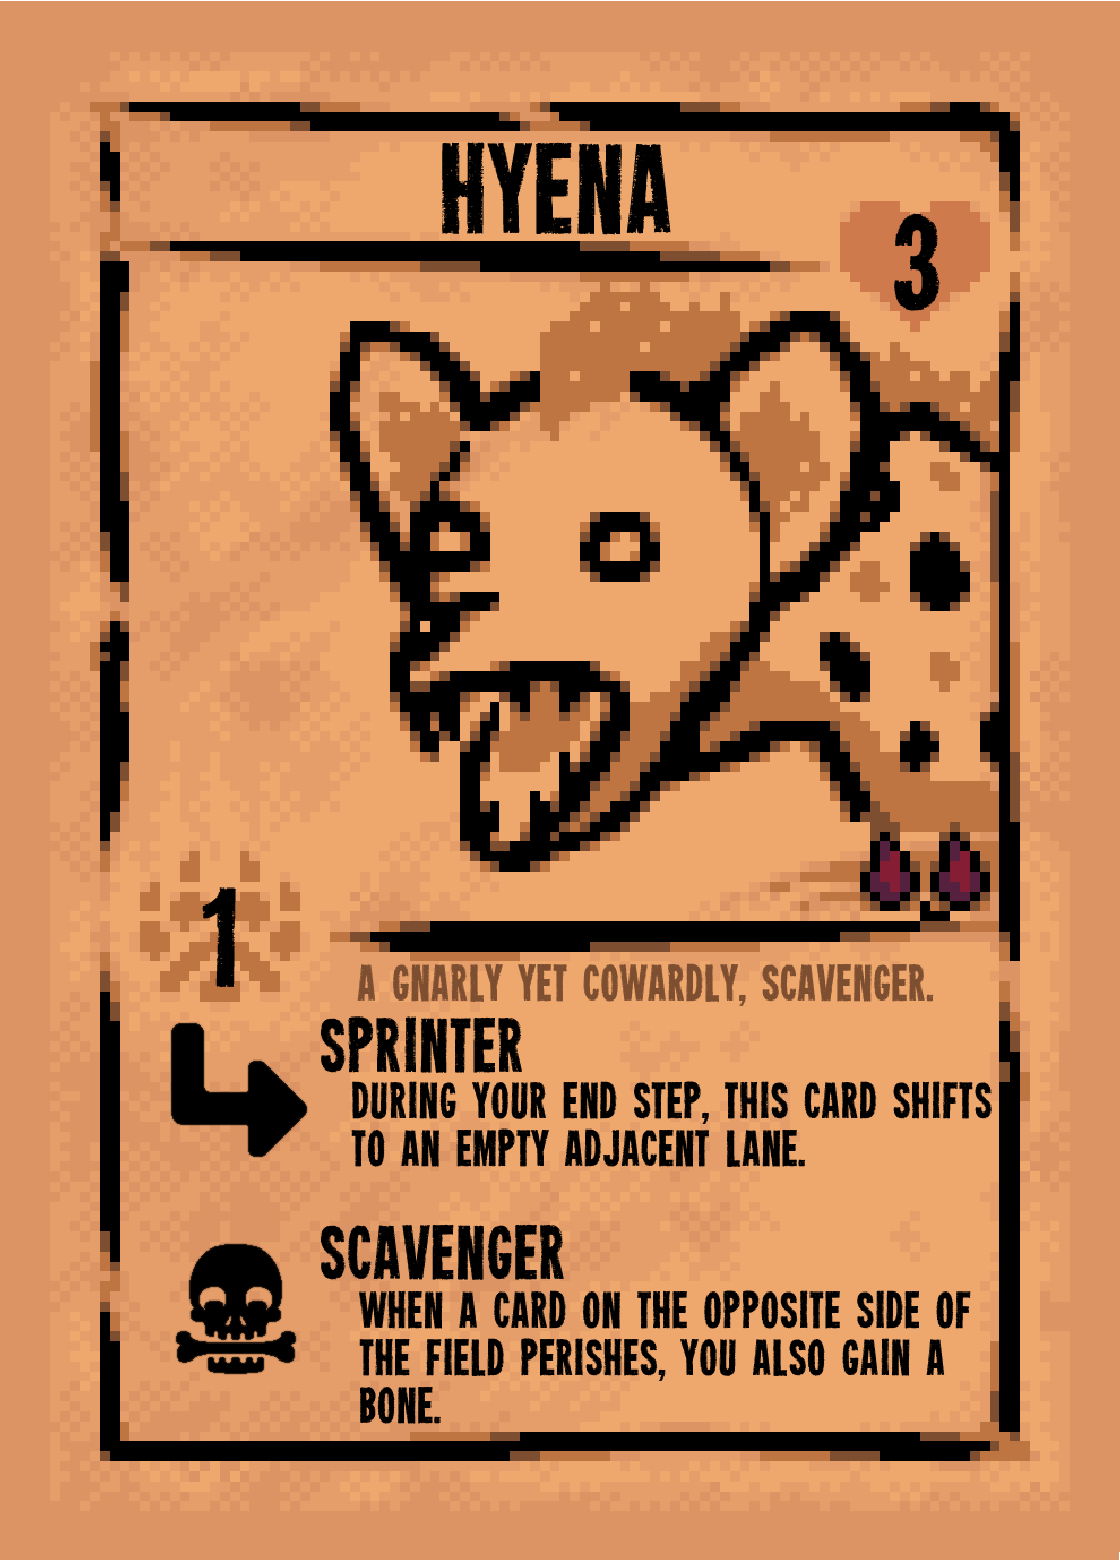 HYENA
3
1
A GNARLY YET COWARDLY, SCAVENGER.
SPRINTER
DURING YOUR END STEP, THIS CARD SHIFTS
TO AN EMPTY ADJACENT LANE.
SCAVENGER
WHEN A CARD ON THE OPPOSITE SIDE OF
THE FIELD PERISHES, YOU ALSO GAIN A
BONE.